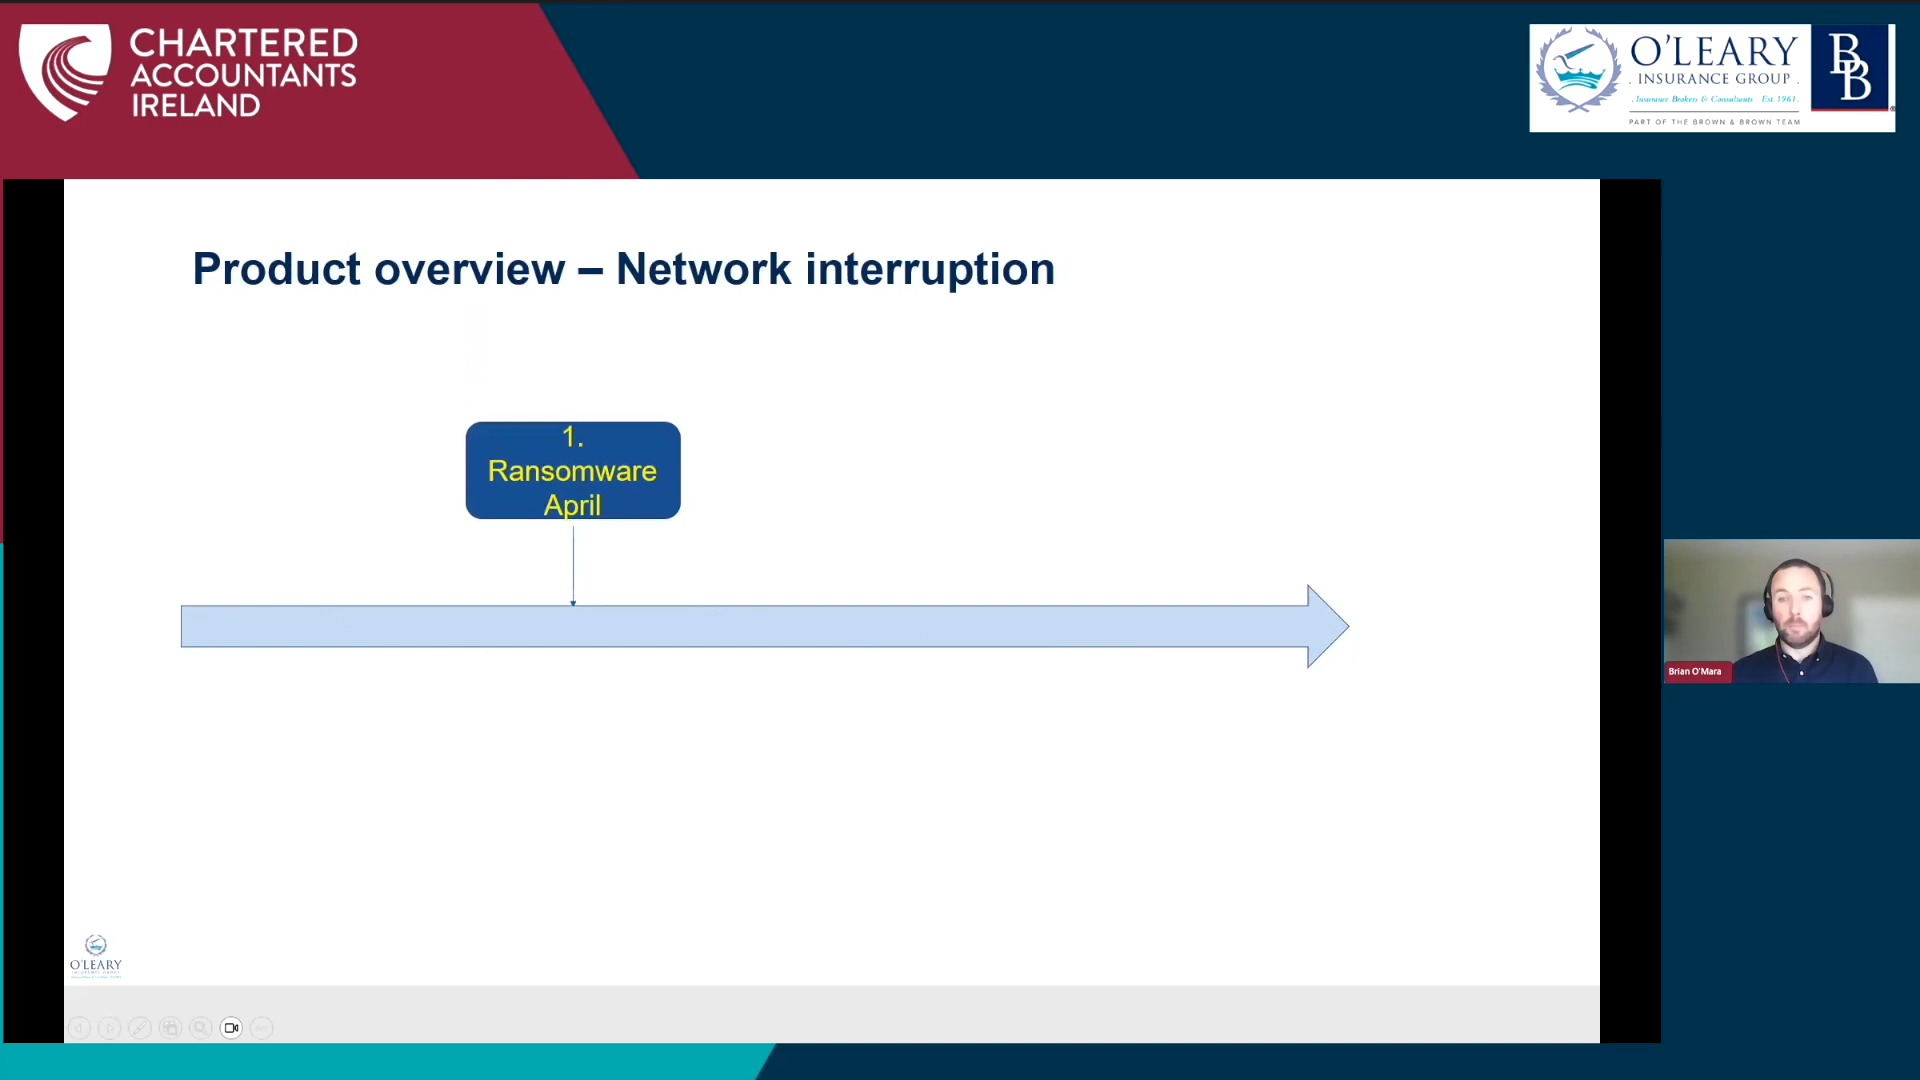 CHARTERED
ACCOUNTANTS
IRELAND
O'LEARY
. INSURANCE GROUP .
. Insurance Brokers & Consultants Est.1961.
PART OF THE BROWN & BROWN TEAM
BB
Product overview – Network interruption
1.
Ransomware
April
Brian O'Mara
O'LEARY